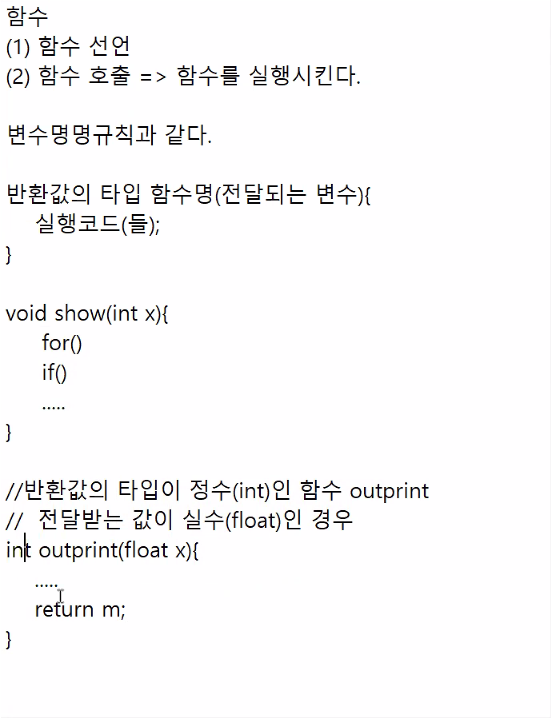 함수
(1) 함수 선언
(2) 함수 호출 => 함수를 실행시킨다.
변수명명규칙과 같다.
반환값의 타입 함수명(전달되는 변수){
실행코드(들);
}
void show(int x){
for()
if()
.....
}
//반환값의 타입이 정수(int)인 함수 outprint
//  전달받는 값이 실수(float)인 경우
int outprint(float x){
.....
return m;
}